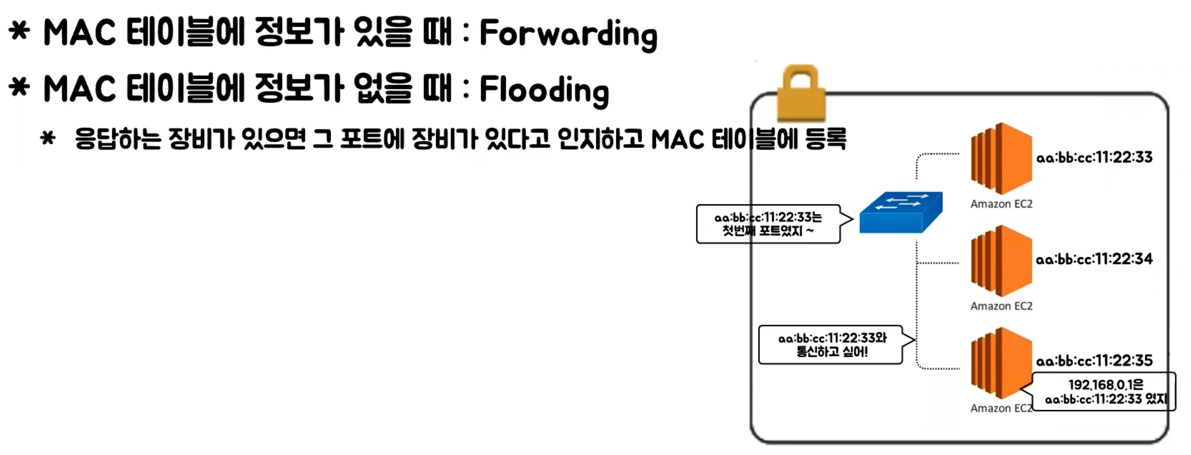 * MAC 테이블에 정보가 있을 때 : Forwarding
* MAC 테이블에 정보가 없을 때 : Flooding
* 응답하는 장비가 있으면 그 포트에 장비가 있다고 인지하고 MAC 테이블에 등록
aa:bb:cc:11:22:33
Amazon EC2
aa:bb:cc:11:22:33는
첫번째 포트였지 ~
aa:bb:cc:11:22:34
Amazon EC2
aa:bb:cc:11:22:33와
통신하고 싶어!
aa:bb:cc:11:22:35
192.168.0.1은
aa:bb:cc:11:22:33 였지
Amazon EC2